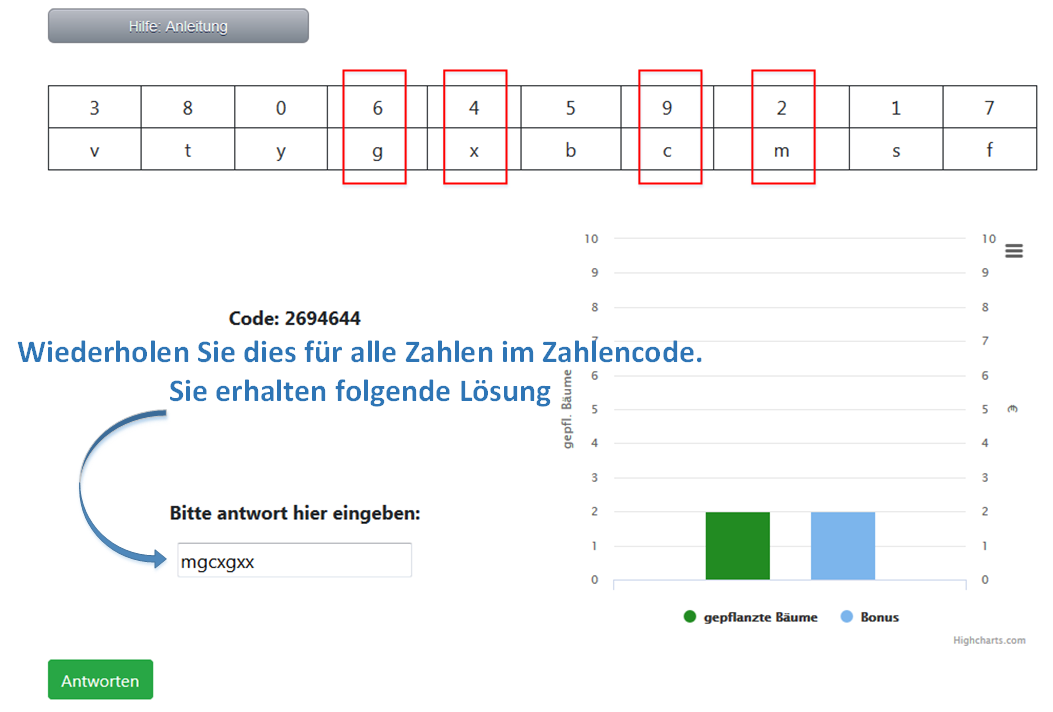 Hilfe: Anleitung
3 8 0 6 4 5 9 2 1 7
v t y g x b c m s f
Code: 2694644
Wiederholen Sie dies für alle Zahlen im Zahlencode.
Sie erhalten folgende Lösung
Bitte antwort hier eingeben:
mgcxgxx
Antworten
10 10
9 9
8 8
7 7
6 6
5 5
4 4
3 3
2 2
1 1
0 0
gepfl. Bäume
€
gepflanzte Bäume Bonus
Highcharts.com